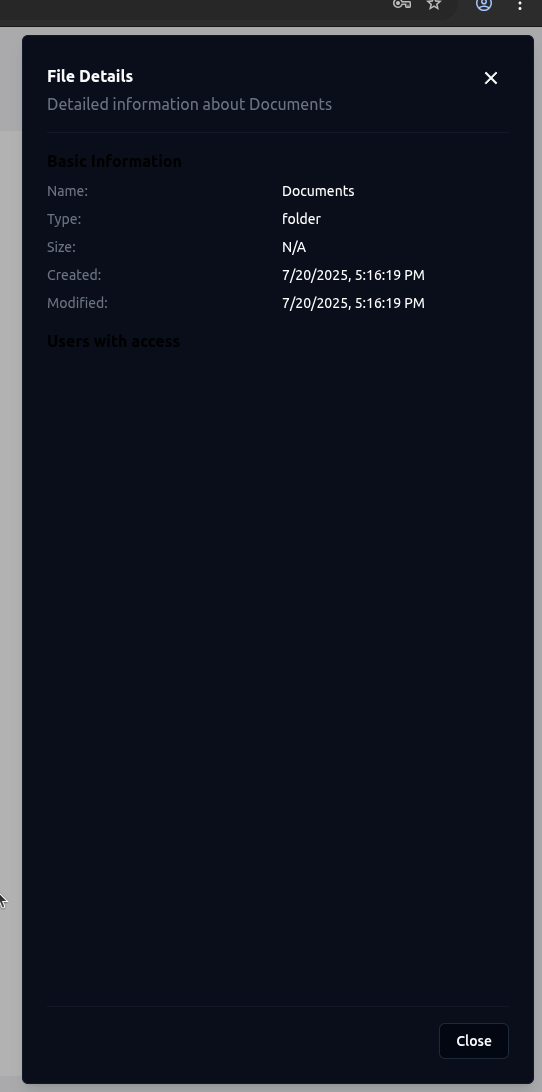 File Details
Detailed information about Documents
Basic Information
Name: Documents
Type: folder
Size: N/A
Created: 7/20/2025, 5:16:19 PM
Modified: 7/20/2025, 5:16:19 PM
Users with access
Close